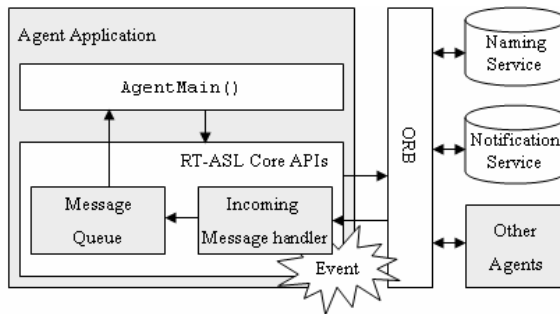 Agent Application
AgentMain()
RT-ASL Core APIs
Message
Queue
Incoming
Message handler
Event
ORB
Naming
Service
Notification
Service
Other
Agents